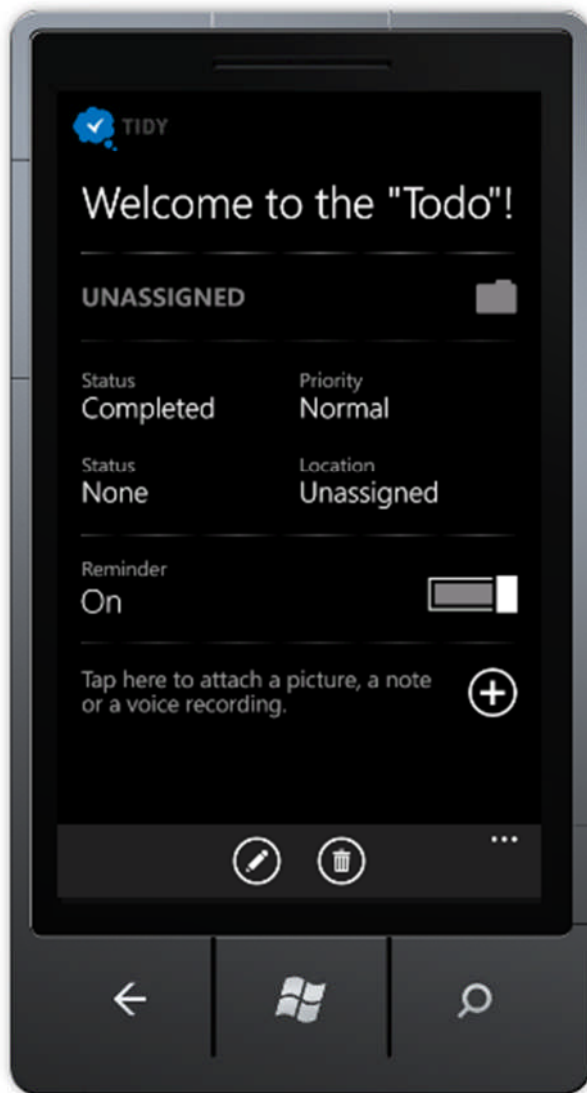 TIDY
Welcome to the "Todo"!
UNASSIGNED
Status
Priority
Completed
Normal
Status
Location
None
Unassigned
Reminder
On
Tap here to attach a picture, a note
or a voice recording.